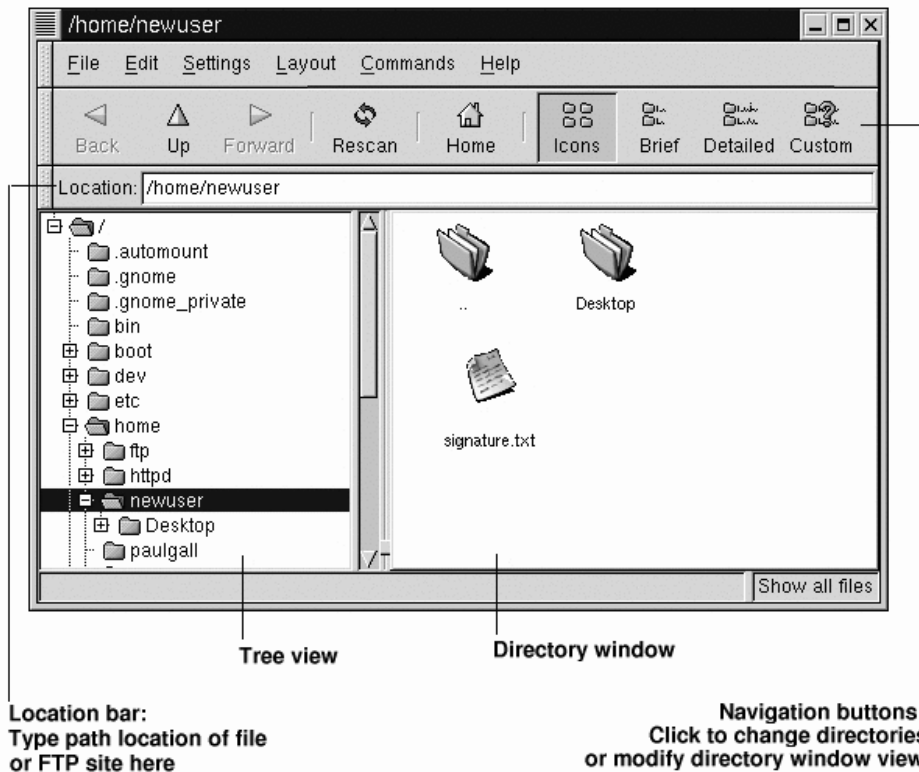 /home/newuser
File Edit Settings Layout Commands Help
Back Up Forward Rescan Home Icons Brief Detailed Custom
Location: /home/newuser
/
.automount
.gnome
.gnome_private
bin
boot
dev
etc
home
ftp
httpd
newuser
Desktop
paulgall
..
Desktop
signature.txt
Show all files
Tree view
Directory window
Location bar:
Type path location of file
or FTP site here
Navigation buttons
Click to change directories
or modify directory window view